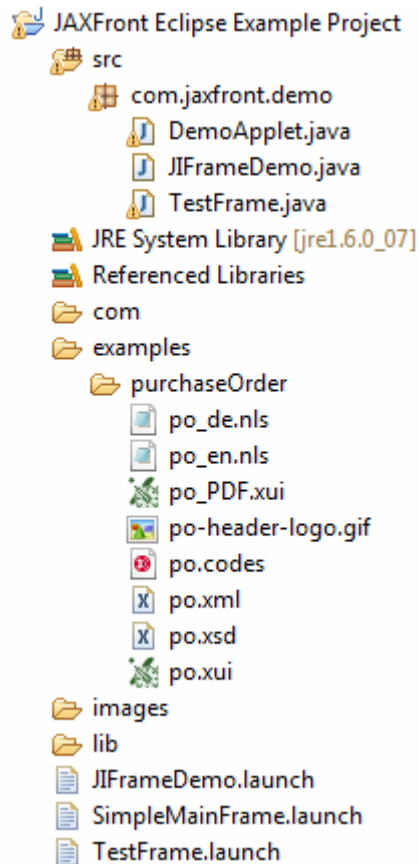 JAXFront Eclipse Example Project
src
com.jaxfront.demo
DemoApplet.java
JIFrameDemo.java
TestFrame.java
JRE System Library [jre1.6.0_07]
Referenced Libraries
com
examples
purchaseOrder
po_de.nls
po_en.nls
po_PDF.xui
po-header-logo.gif
po.codes
po.xml
po.xsd
po.xui
images
lib
JIFrameDemo.launch
SimpleMainFrame.launch
TestFrame.launch